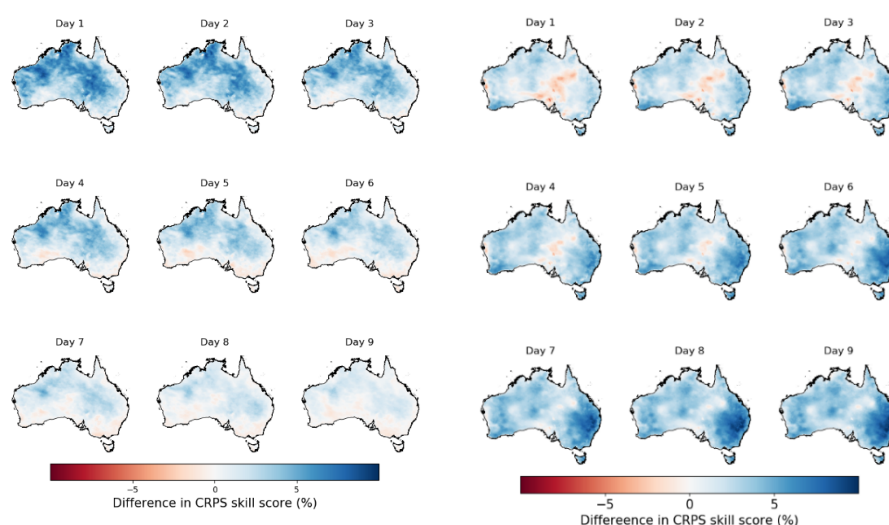 Day 1
Day 2
Day 3
Day 4
Day 5
Day 6
Day 7
Day 8
Day 9
−5
0
5
Difference in CRPS skill score (%)
Day 1
Day 2
Day 3
Day 4
Day 5
Day 6
Day 7
Day 8
Day 9
−5
0
5
Differeence in CRPS skill score (%)